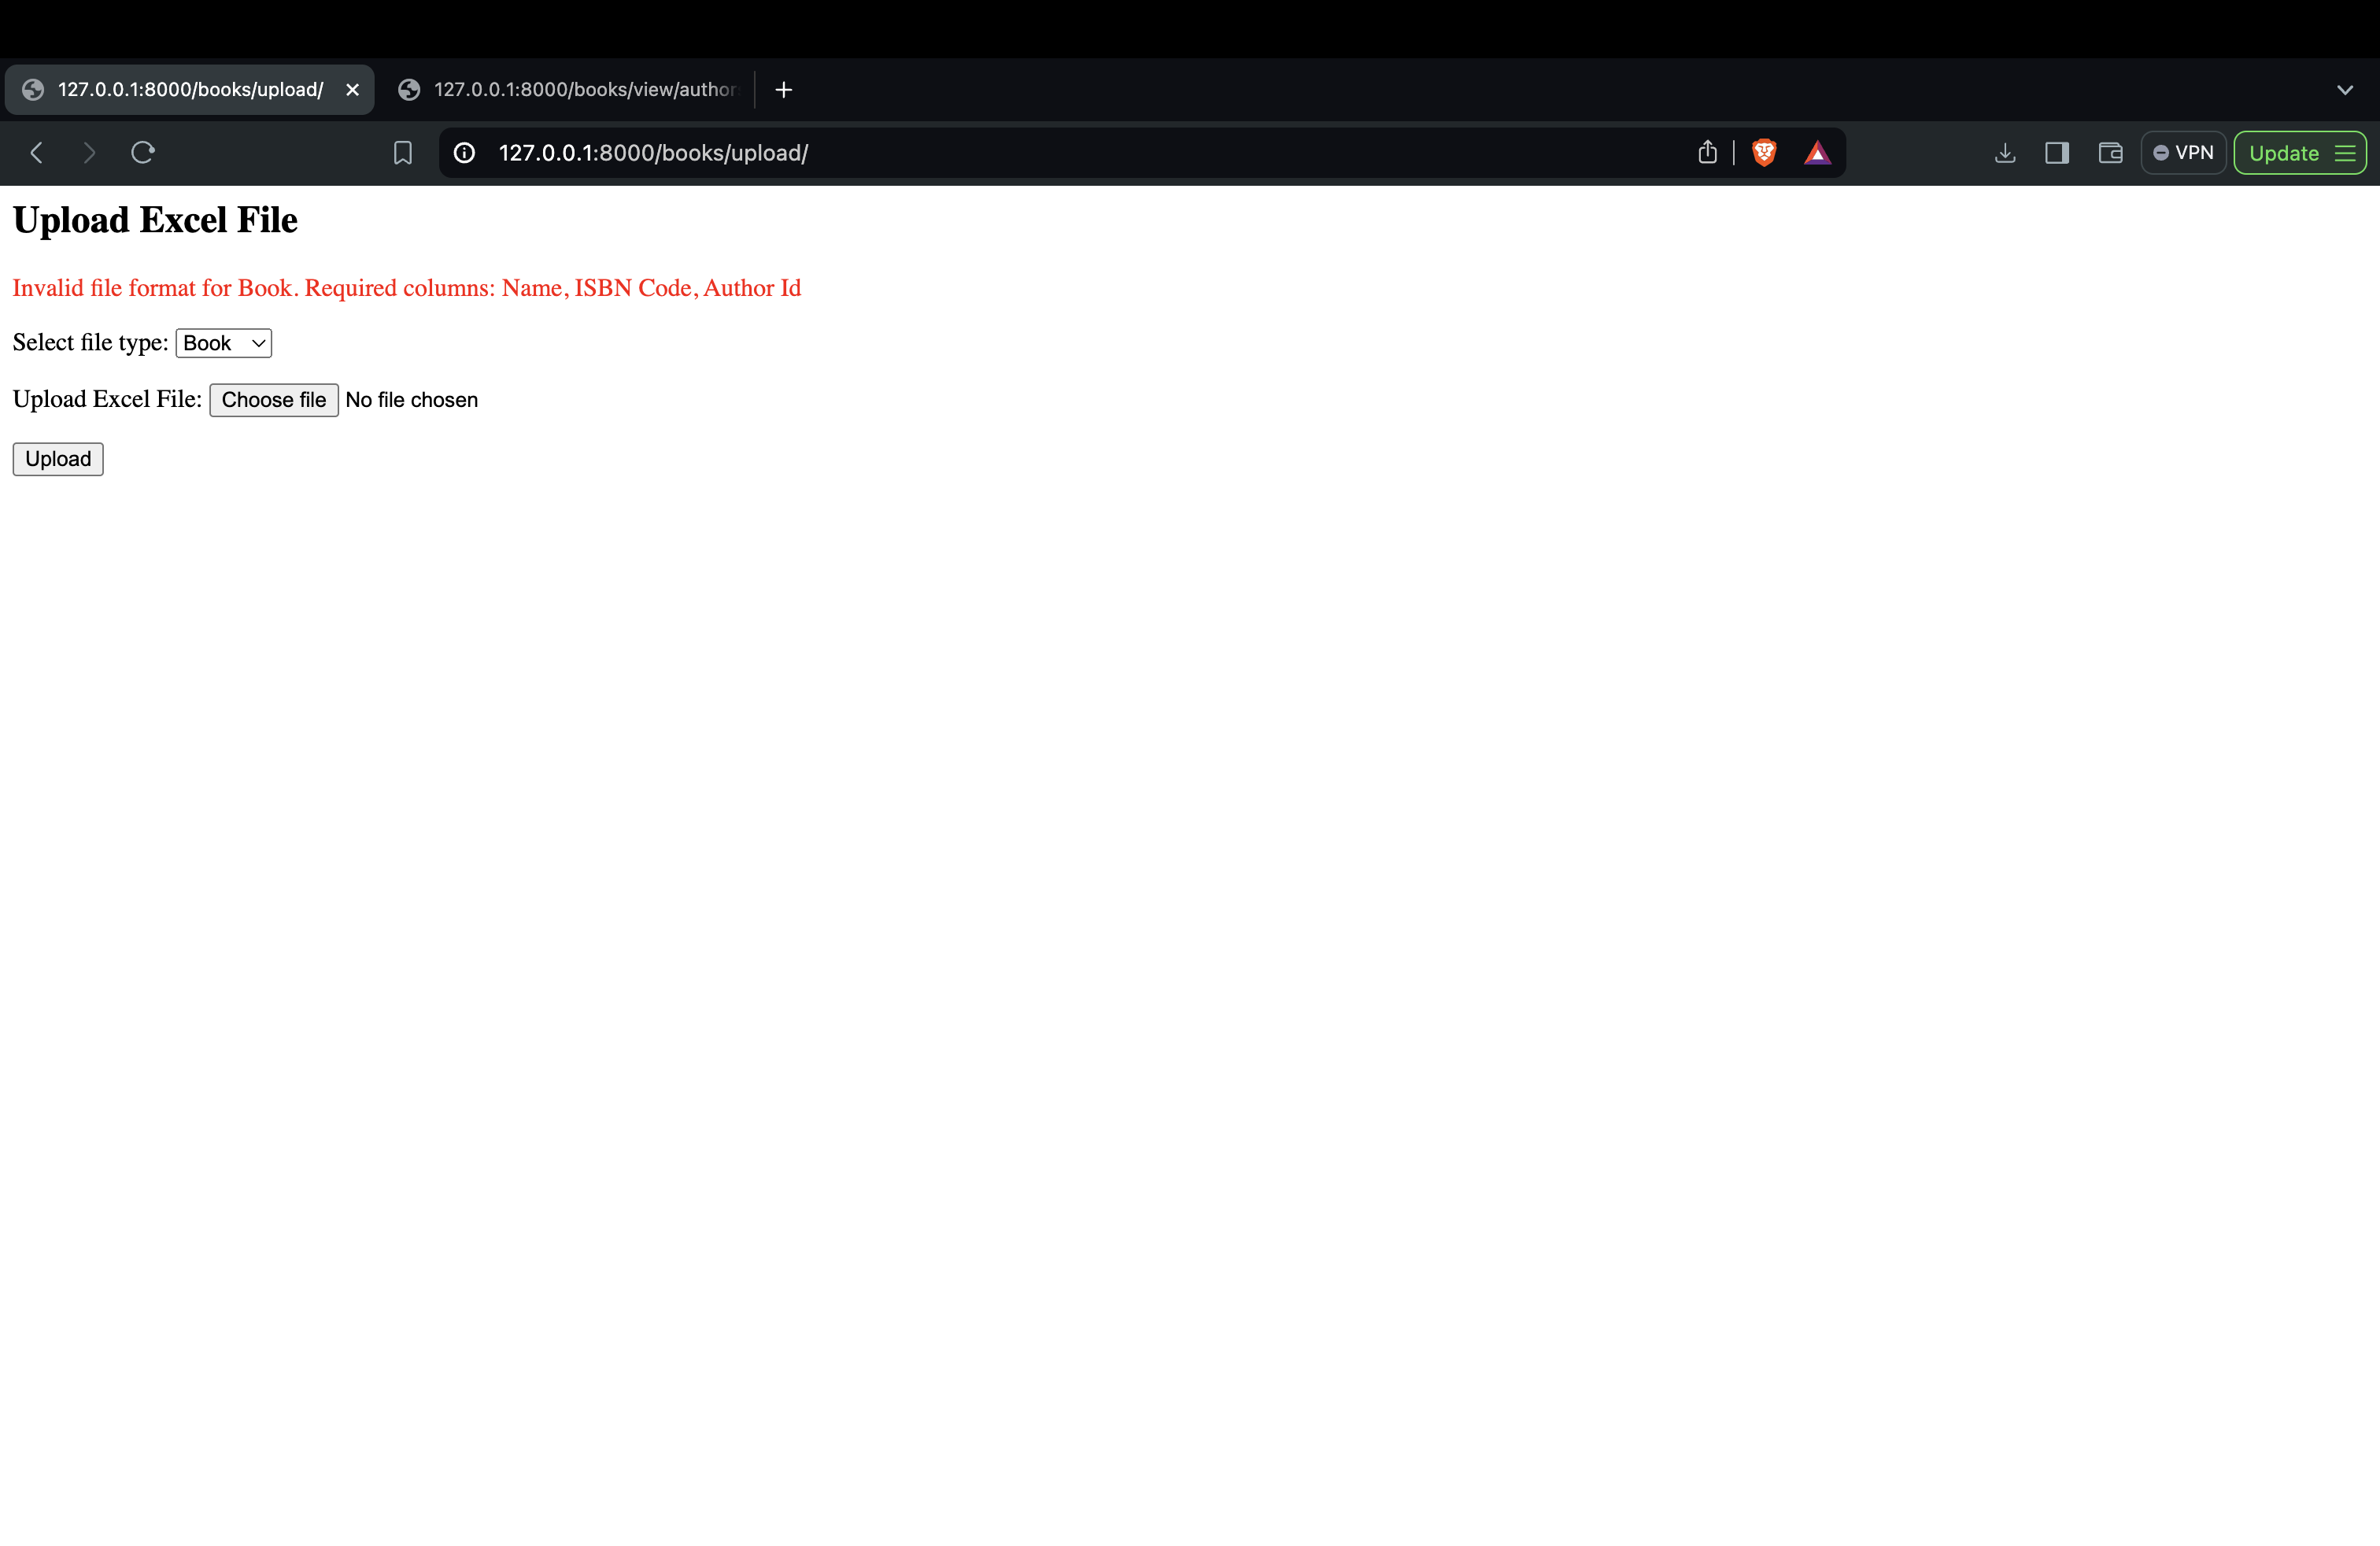 127.0.0.1:8000/books/upload/
127.0.0.1:8000/books/view/author
127.0.0.1:8000/books/upload/
VPN
Update
Upload Excel File
Invalid file format for Book. Required columns: Name, ISBN Code, Author Id
Select file type: Book
Upload Excel File: Choose file No file chosen
Upload